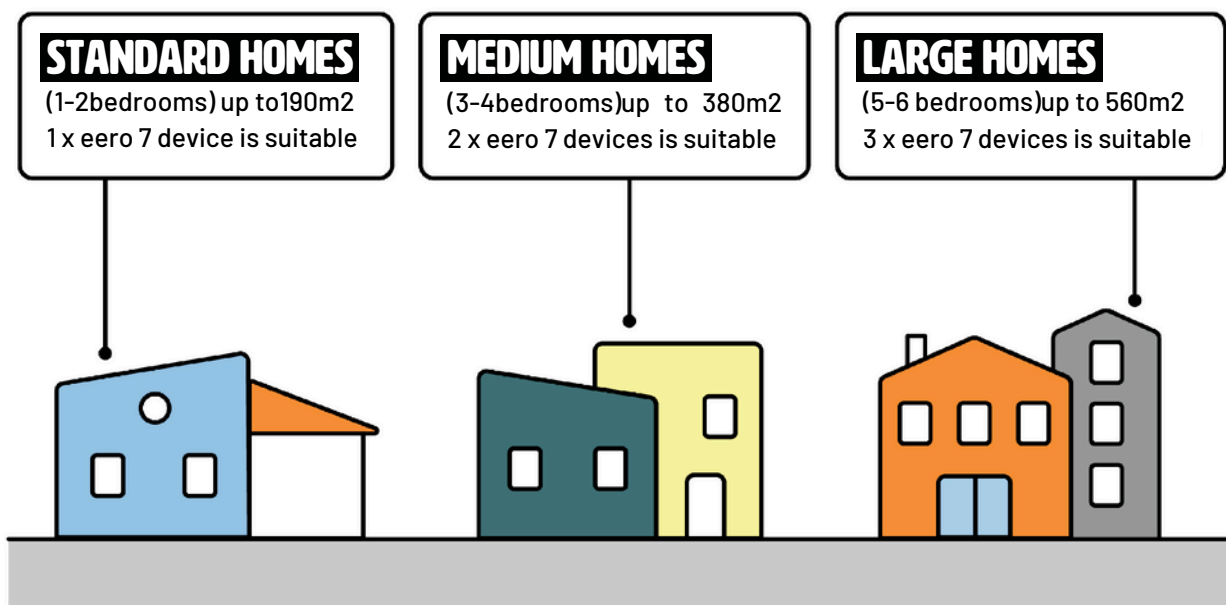 STANDARD HOMES
(1-2bedrooms) up to190m2
1 x eero 7 device is suitable
MEDIUM HOMES
(3-4bedrooms)up to 380m2
2 x eero 7 devices is suitable
LARGE HOMES
(5-6 bedrooms)up to 560m2
3 x eero 7 devices is suitable